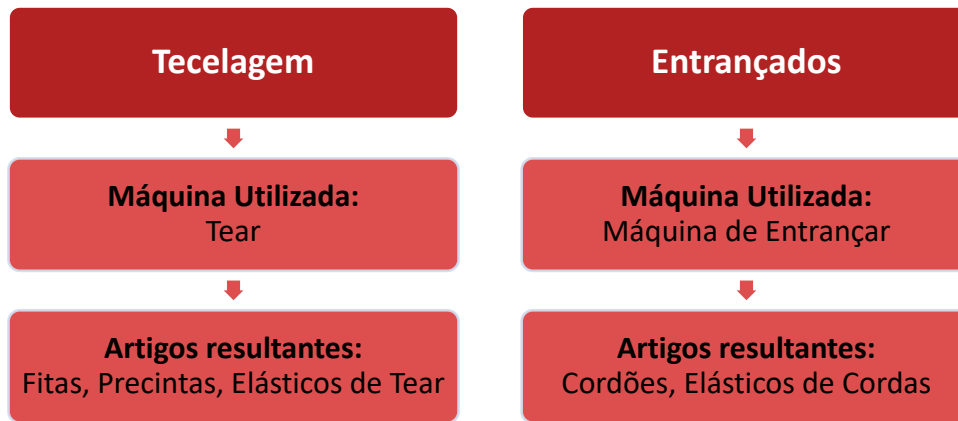 Tecelagem
Máquina Utilizada:
Tear
Artigos resultantes:
Fitas, Precintas, Elásticos de Tear
Entrançados
Máquina Utilizada:
Máquina de Entrançar
Artigos resultantes:
Cordões, Elásticos de Cordas